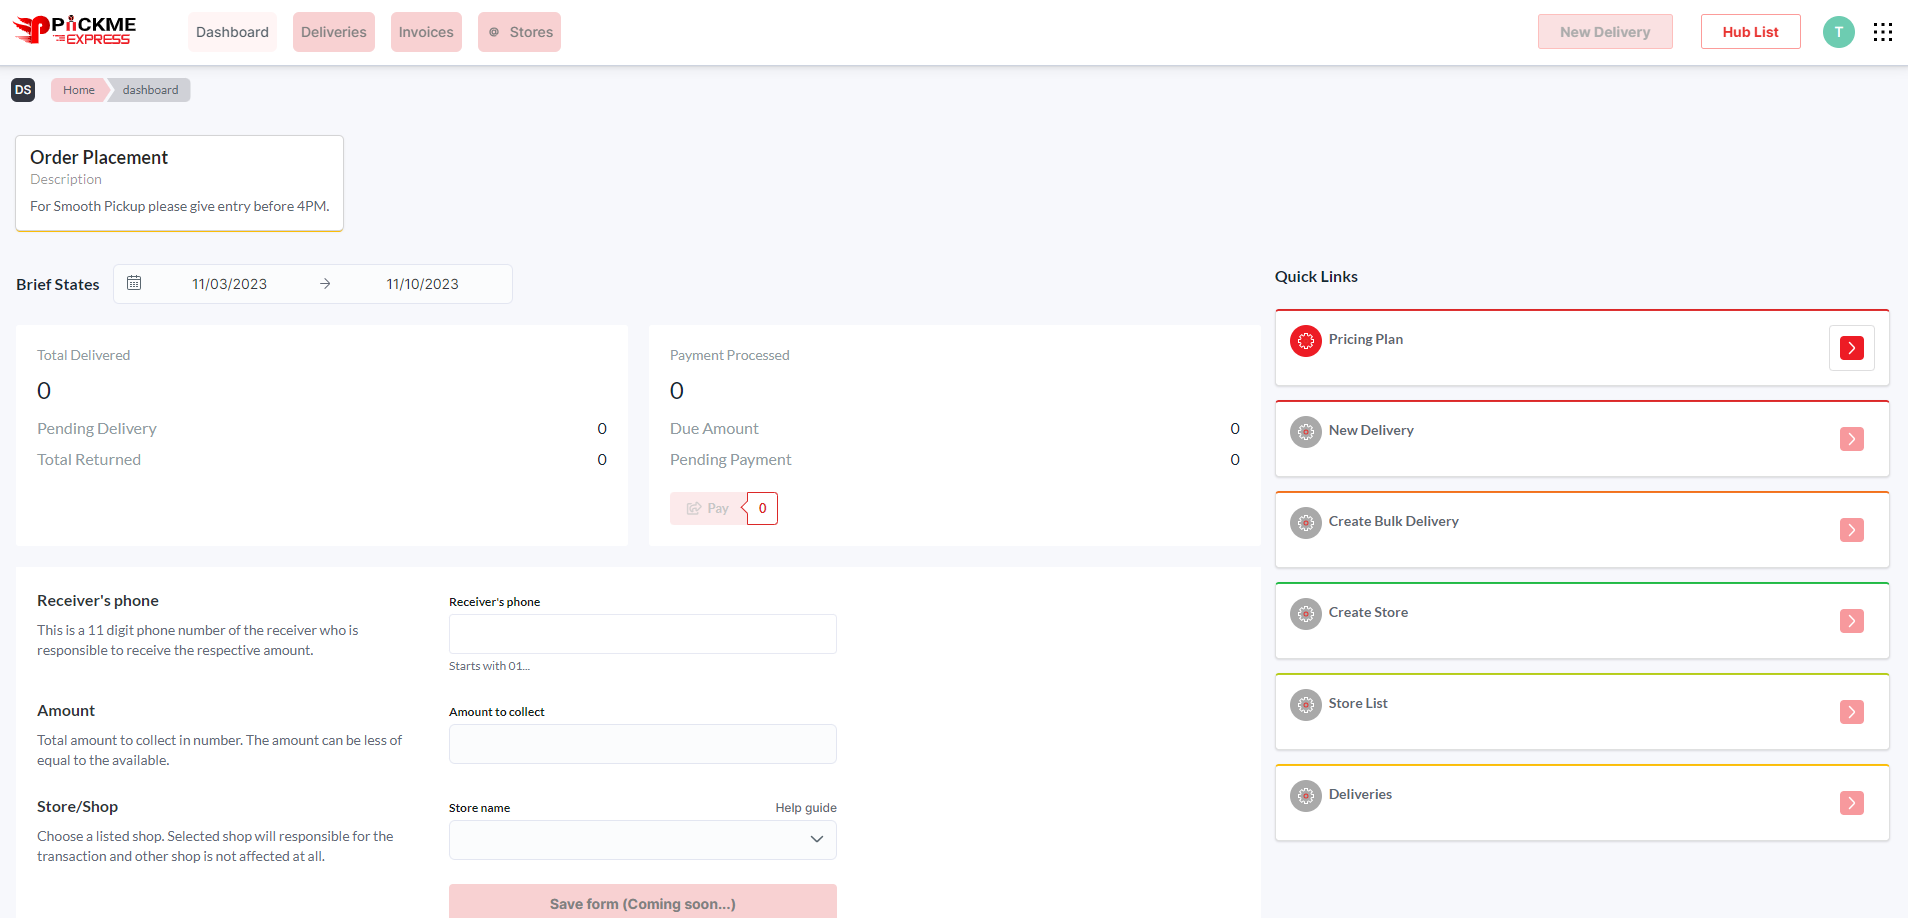 PiiCKME
EXPRESS
Dashboard
Deliveries
Invoices
Stores
New Delivery
Hub List
T
DS
Home
dashboard
Order Placement
Description
For Smooth Pickup please give entry before 4PM.
Brief States
11/03/2023
11/10/2023
Total Delivered
0
Pending Delivery 0
Total Returned 0
Payment Processed
0
Due Amount 0
Pending Payment 0
Pay 0
Receiver's phone
This is a 11 digit phone number of the receiver who is
responsible to receive the respective amount.
Receiver's phone
Starts with 01...
Amount
Total amount to collect in number. The amount can be less of
equal to the available.
Amount to collect
Store/Shop
Choose a listed shop. Selected shop will responsible for the
transaction and other shop is not affected at all.
Store name
Help guide
Save form (Coming soon...)
Quick Links
Pricing Plan
New Delivery
Create Bulk Delivery
Create Store
Store List
Deliveries